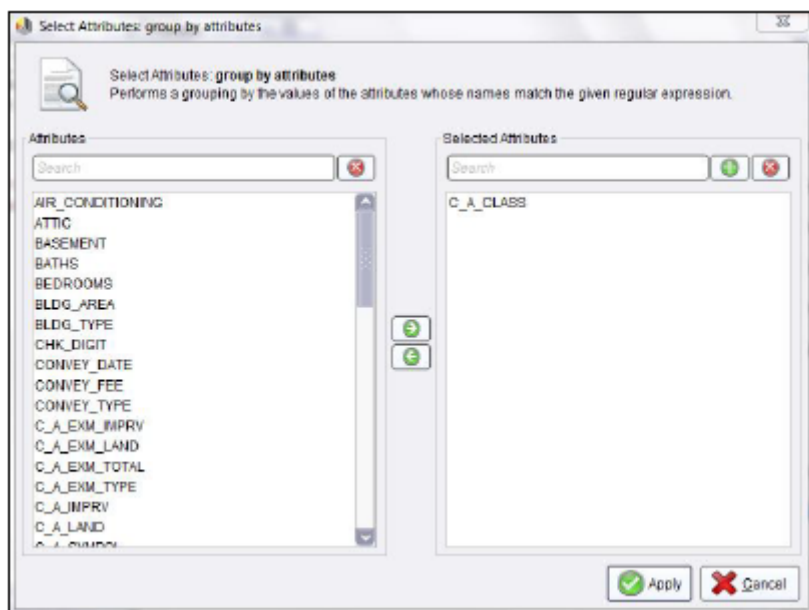 Select Attributes: group by attributes
Select Attributes: group by attributes
Performs a grouping by the values of the attributes whose names match the given regular expression.
Attributes
Search
AIR_CONDITIONING
ATTIC
BASEMENT
BATHS
BEDROOMS
BLDG_AREA
BLDG_TYPE
CHK_DIGIT
CONVEY_DATE
CONVEY_FEE
CONVEY_TYPE
C_A_EXM_IMPRV
C_A_EXM_LAND
C_A_EXM_TOTAL
C_A_EXM_TYPE
C_A_IMPRV
C_A_LAND
Selected Attributes
Search
C_A_CLASS
Apply
Cancel